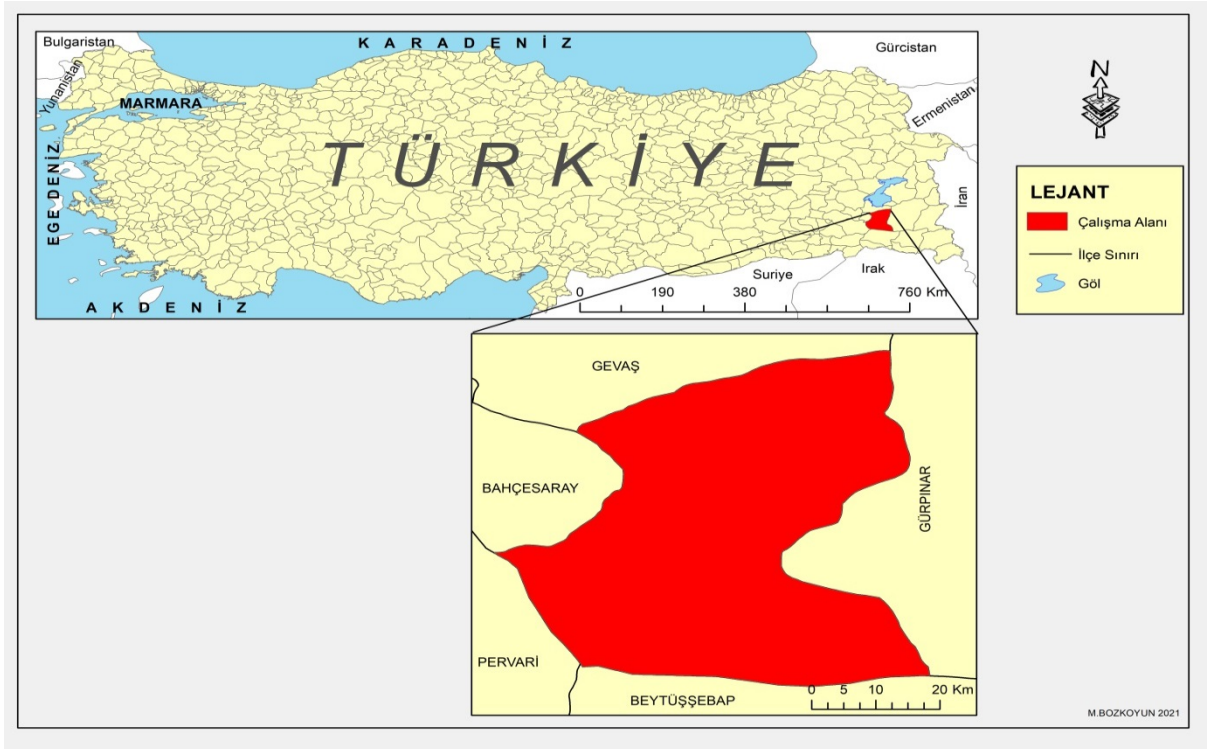 Bulgaristan
K A R A D E N İ Z
Gürcistan
Yunanistan
MARMARA
Ermenistan
T Ü R K İ Y E
EGE DENİZ
İran
Suriye
Irak
A K D E N İ Z
0 190 380 760 Km
N
LEJANT
Çalışma Alanı
İlçe Sınırı
Göl
GEVAŞ
BAHÇESARAY
GÜRPINAR
PERVARİ
BEYTÜŞŞEBAP
0 5 10 20 Km
M.BOZKOYUN 2021